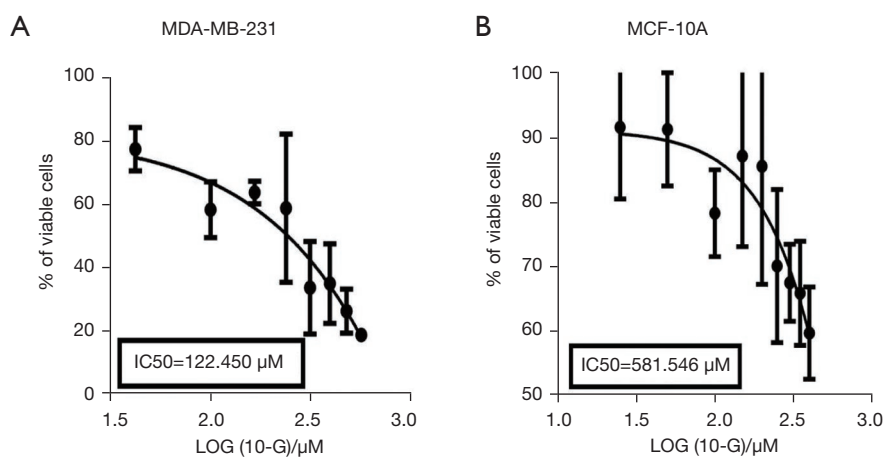 A
MDA-MB-231
% of viable cells
100
80
60
40
20
0
IC50=122.450 μM
1.5
2.0
2.5
3.0
LOG (10-G)/μM
B
MCF-10A
% of viable cells
100
90
80
70
60
50
IC50=581.546 μM
1.0
1.5
2.0
2.5
3.0
LOG (10-G)/μM